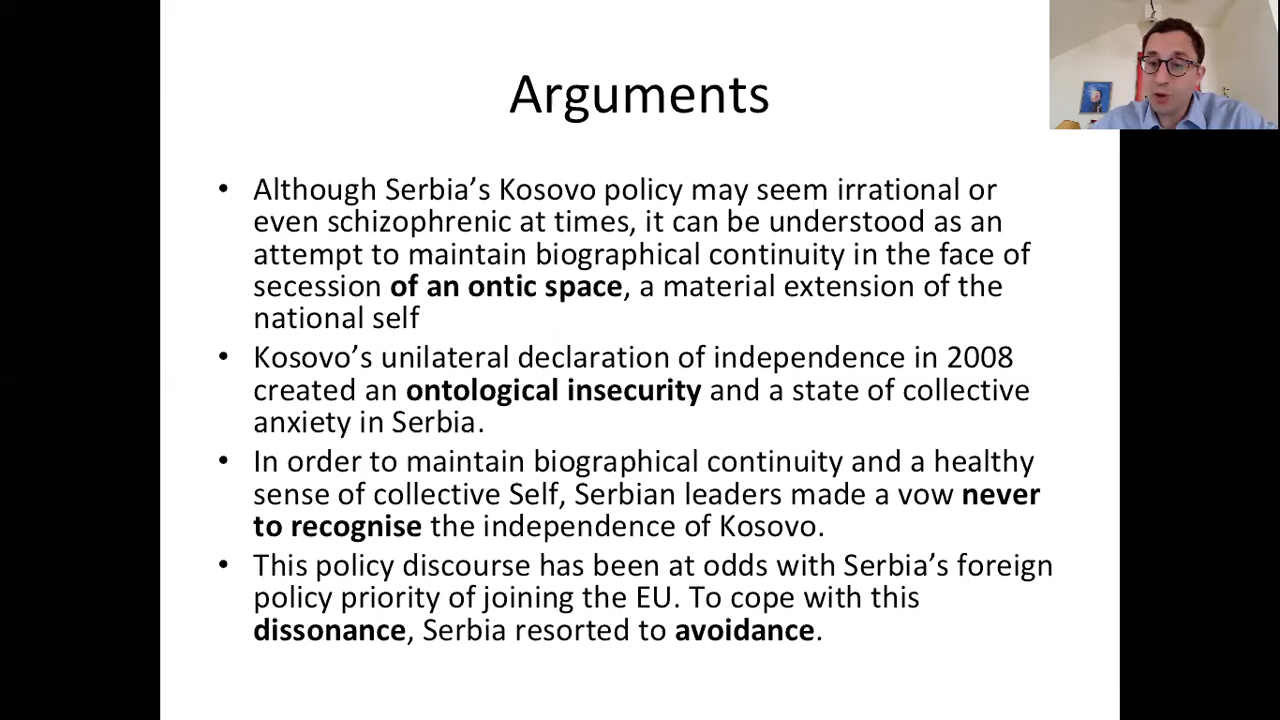 Arguments
• Although Serbia’s Kosovo policy may seem irrational or
even schizophrenic at times, it can be understood as an
attempt to maintain biographical continuity in the face of
secession of an ontic space, a material extension of the
national self
• Kosovo’s unilateral declaration of independence in 2008
created an ontological insecurity and a state of collective
anxiety in Serbia.
• In order to maintain biographical continuity and a healthy
sense of collective Self, Serbian leaders made a vow never
to recognise the independence of Kosovo.
• This policy discourse has been at odds with Serbia’s foreign
policy priority of joining the EU. To cope with this
dissonance, Serbia resorted to avoidance.